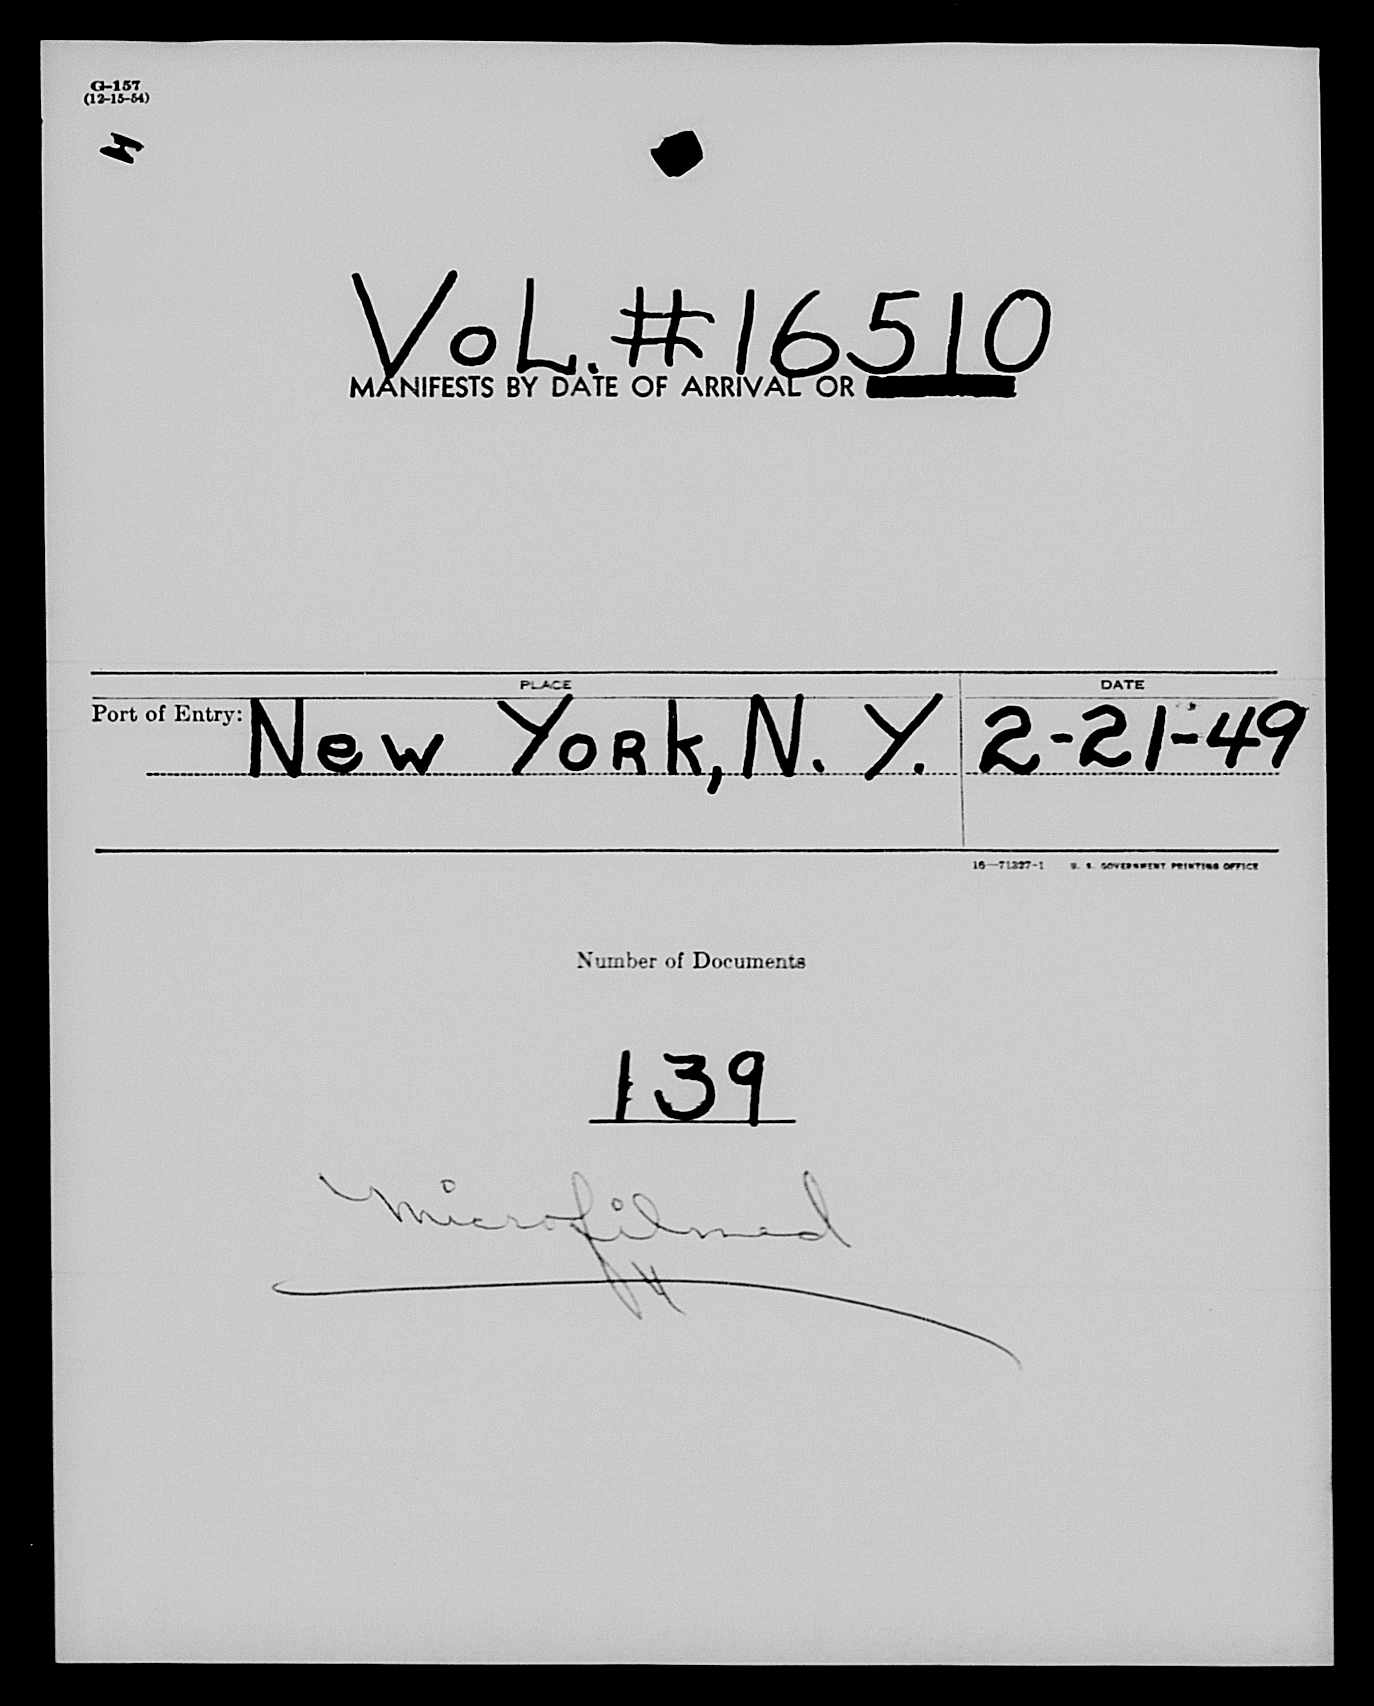 G-157
(12-15-54)
VoL. #16510
MANIFESTS BY DATE OF ARRIVAL OR
PLACE DATE
Port of Entry: New York, N. Y. 2-21-49
16—71327-1 U. S. GOVERNMENT PRINTING OFFICE
Number of Documents
139
Microfilmed